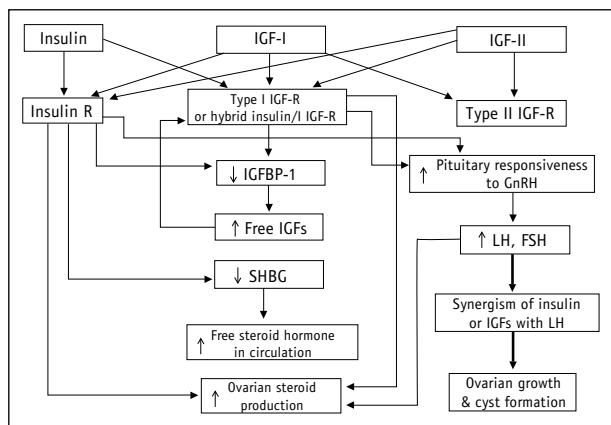 Insulin
IGF-I
IGF-II
Insulin R
Type I IGF-R
or hybrid insulin/I IGF-R
Type II IGF-R
↓ IGFBP-1
↑ Pituitary responsiveness
to GnRH
↑ Free IGFs
↑ LH, FSH
↓ SHBG
Synergism of insulin
or IGFs with LH
↑ Free steroid hormone
in circulation
↑ Ovarian steroid
production
Ovarian growth
& cyst formation